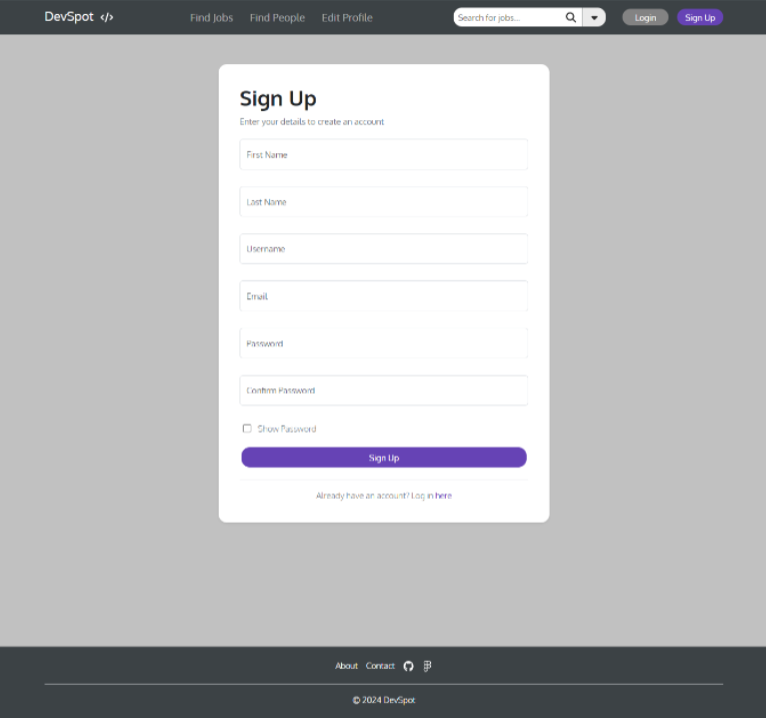 DevSpot </> Find Jobs Find People Edit Profile Search for jobs... Login Sign Up
Sign Up
Enter your details to create an account
First Name
Last Name
Username
Email
Password
Confirm Password
Show Password
Sign Up
Already have an account? Log in here
About Contact
© 2024 DevSpot